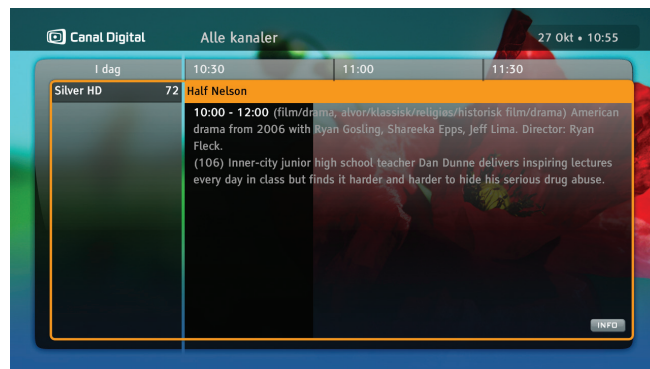 Canal Digital Alle kanaler 27 Okt • 10:55
I dag 10:30 11:00 11:30
Silver HD 72 Half Nelson
10:00 - 12:00 (film/drama, alvor/klassisk/religiøs/historisk film/drama) American
drama from 2006 with Ryan Gosling, Shareeka Epps, Jeff Lima. Director: Ryan
Fleck.
(106) Inner-city junior high school teacher Dan Dunne delivers inspiring lectures
every day in class but finds it harder and harder to hide his serious drug abuse.
INFO